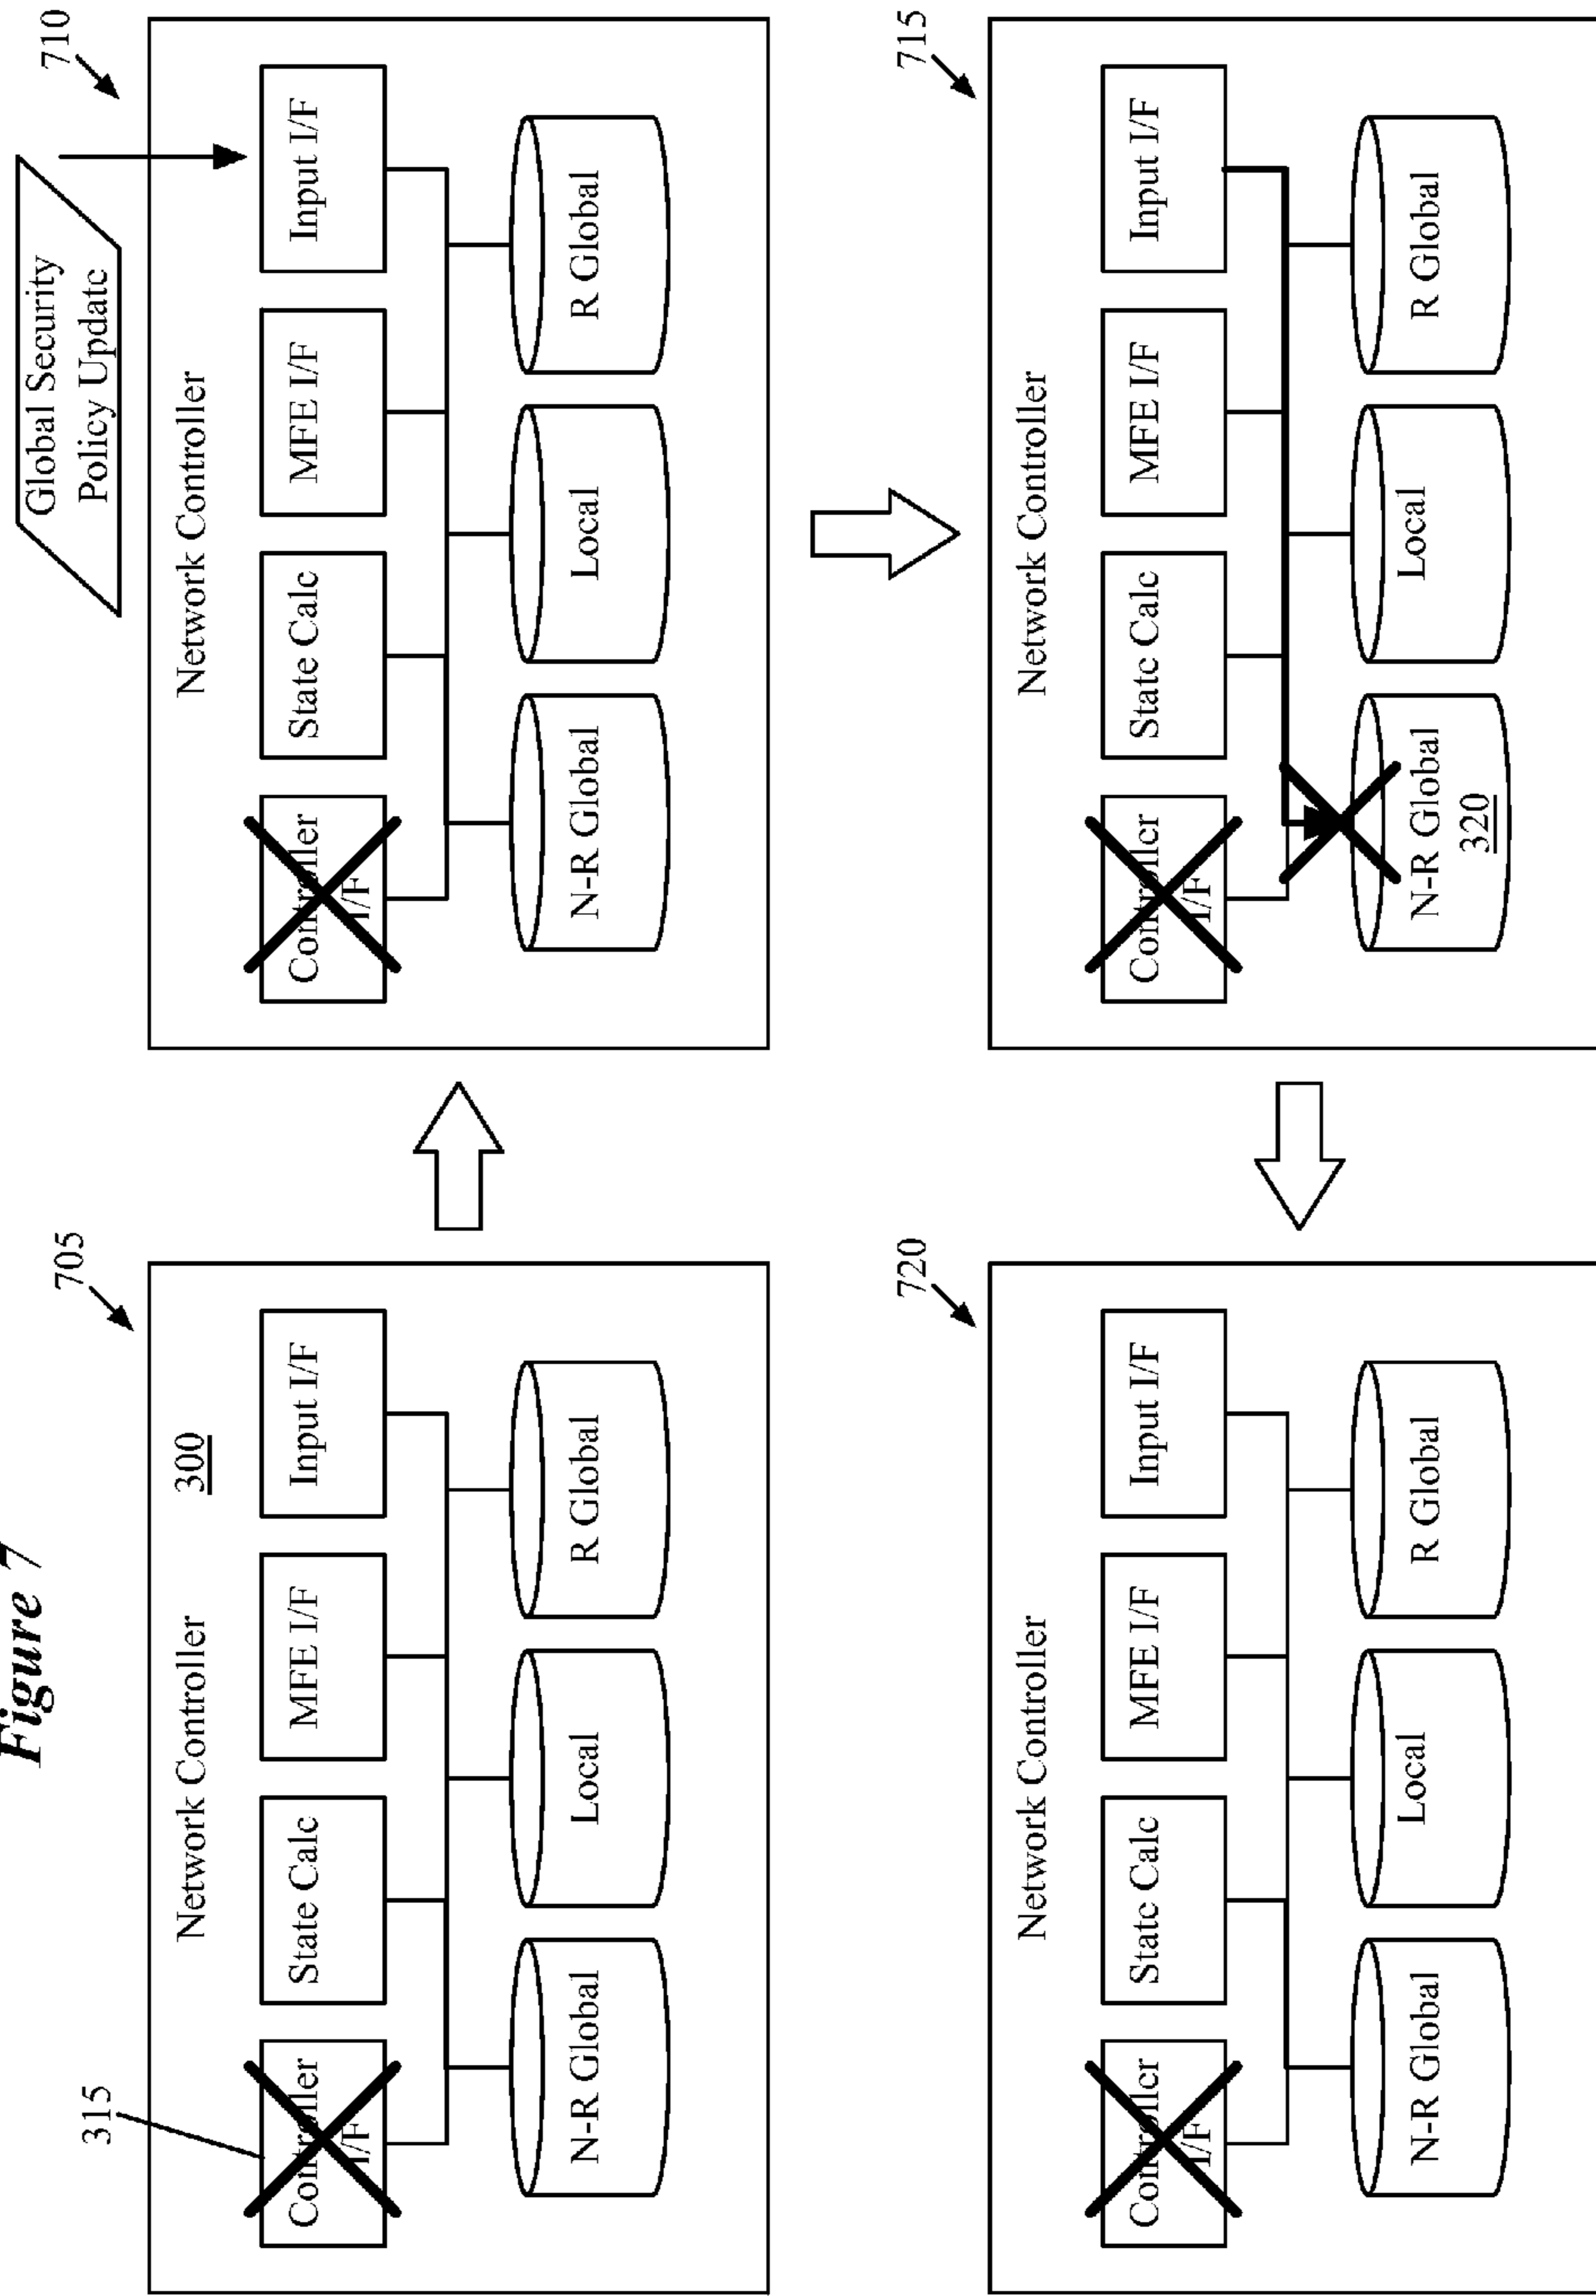 Figure 7
705
315
Network Controller
300
Controller
I/F
State Calc
MFE I/F
Input I/F
N-R Global
Local
R Global
Global Security
Policy Update
710
Network Controller
Controller
I/F
State Calc
MFE I/F
Input I/F
N-R Global
Local
R Global
720
Network Controller
Controller
I/F
State Calc
MFE I/F
Input I/F
N-R Global
Local
R Global
715
Network Controller
Controller
I/F
State Calc
MFE I/F
Input I/F
N-R Global
320
Local
R Global